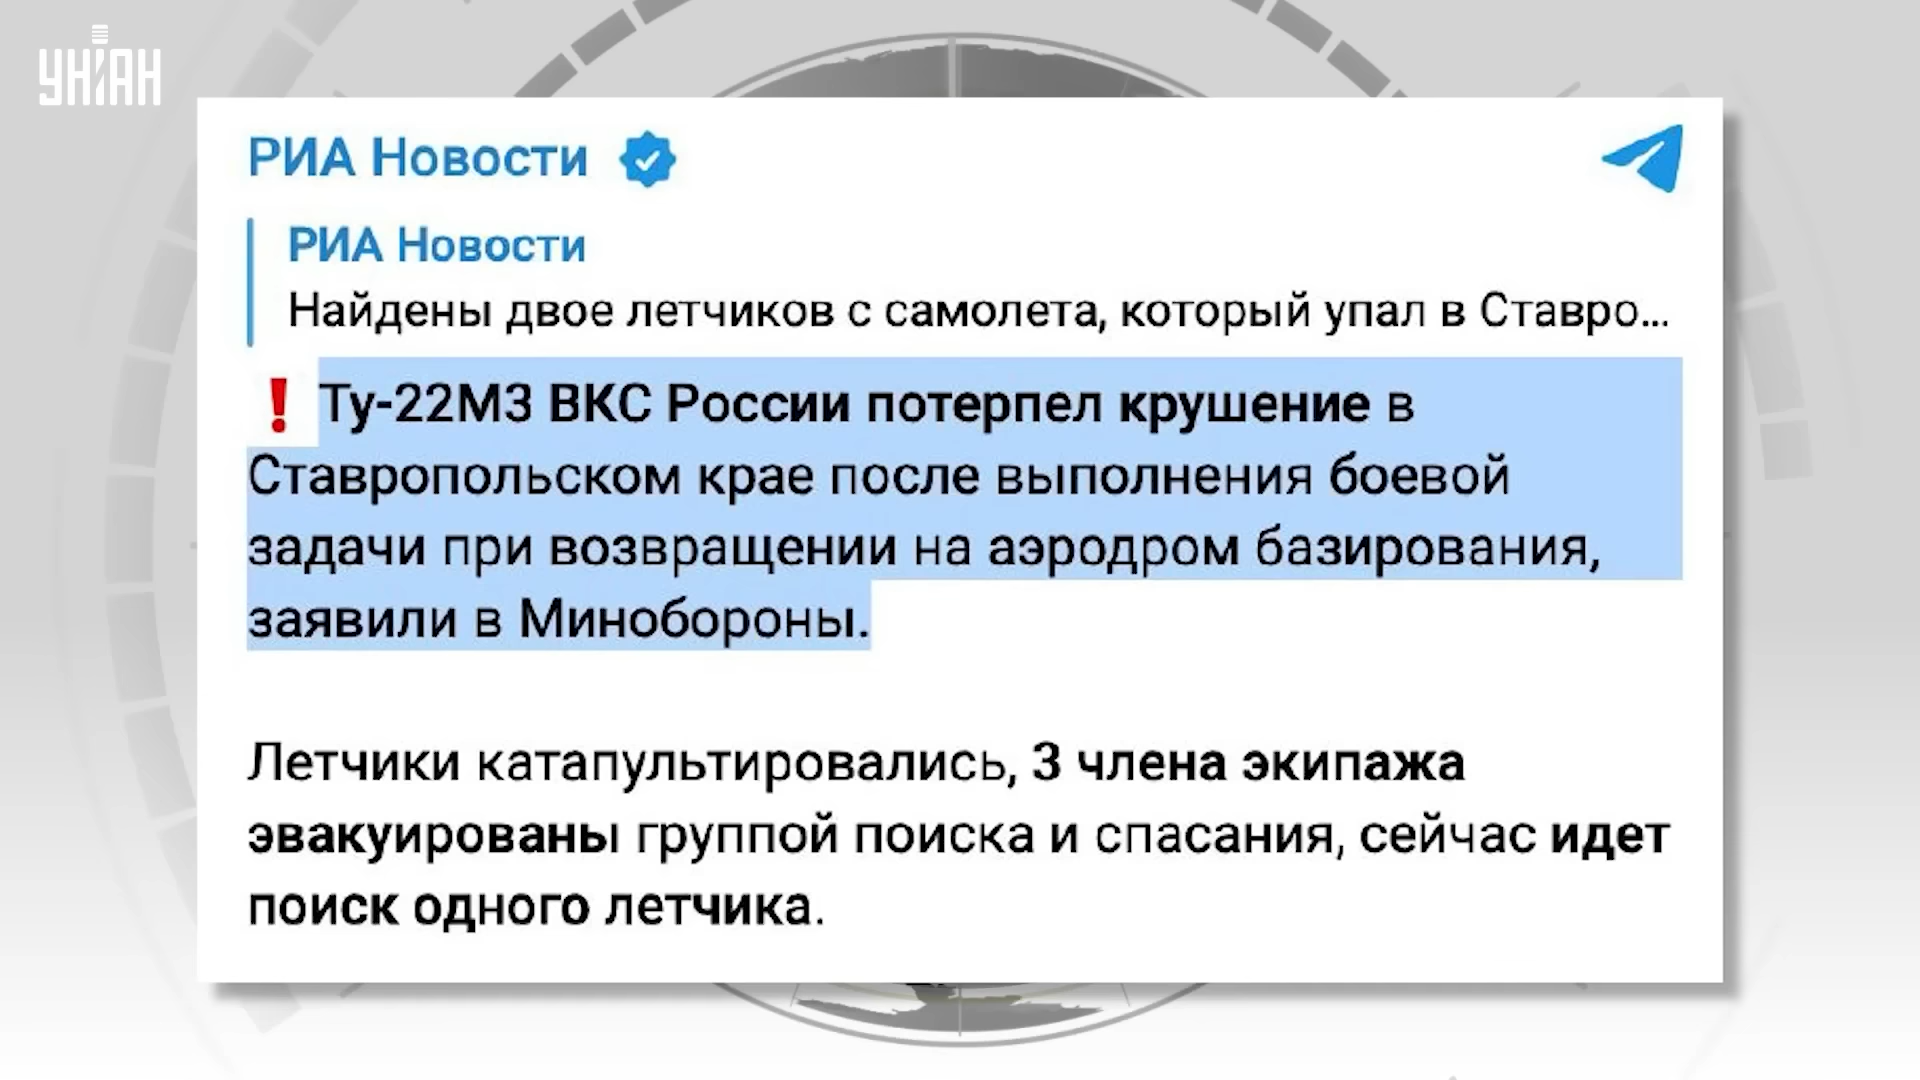 УНІАН
РИА Новости
РИА Новости
Найдены двое летчиков с самолета, который упал в Ставро...
❗Ту-22М3 ВКС России потерпел крушение в
Ставропольском крае после выполнения боевой
задачи при возвращении на аэродром базирования,
заявили в Минобороны.
Летчики катапультировались, 3 члена экипажа
эвакуированы группой поиска и спасания, сейчас идет
поиск одного летчика.